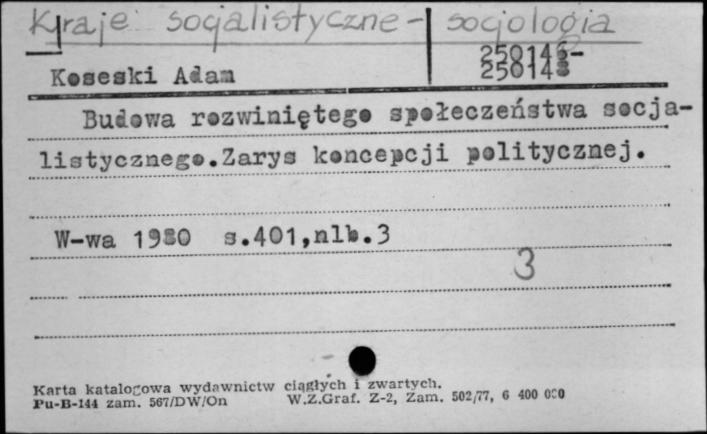 Kraje socjalistyczne - socjologia
Koseski Adam
Budowa rozwiniętego społeczeństwa socja-
listycznego.Zarys koncepcji politycznej.
W-wa 1980 s.401,nlb.3
3
Karta katalogowa wydawnictw ciągłych i zwartych.
Pu-B-144 zam. 567/DW/On W.Z.Graf. Z-2, Zam. 502/77, 6 400 000